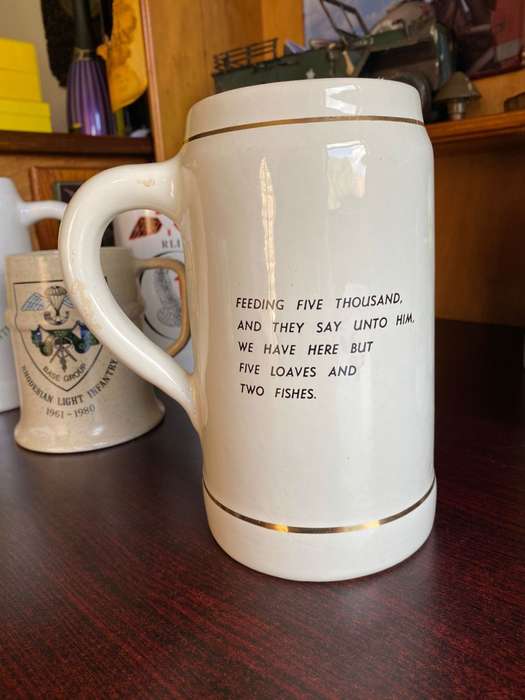 FEEDING FIVE THOUSAND,
AND THEY SAY UNTO HIM,
WE HAVE HERE BUT
FIVE LOAVES AND
TWO FISHES.
RLI
BASE GROUP
RHODESIAN LIGHT INFANTRY
1961-1980